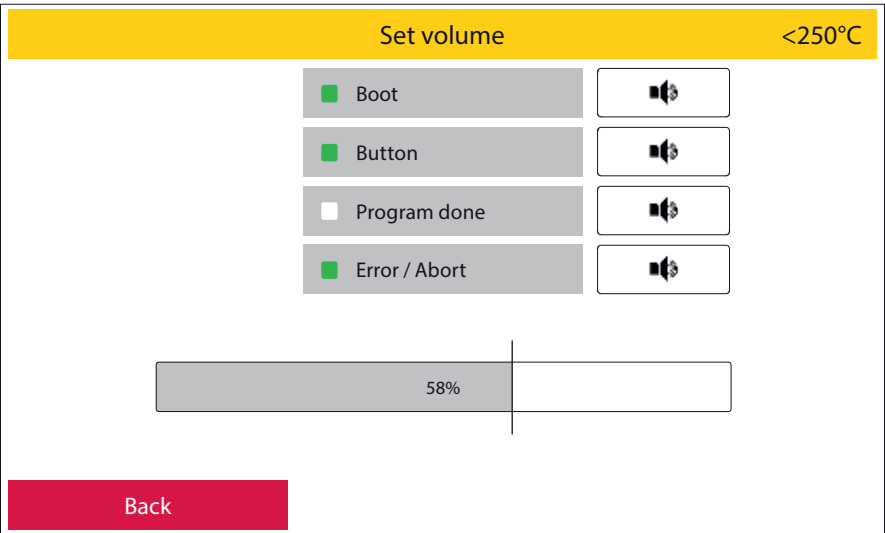 Set volume
<250°C
Boot
Button
Program done
Error / Abort
58%
Back